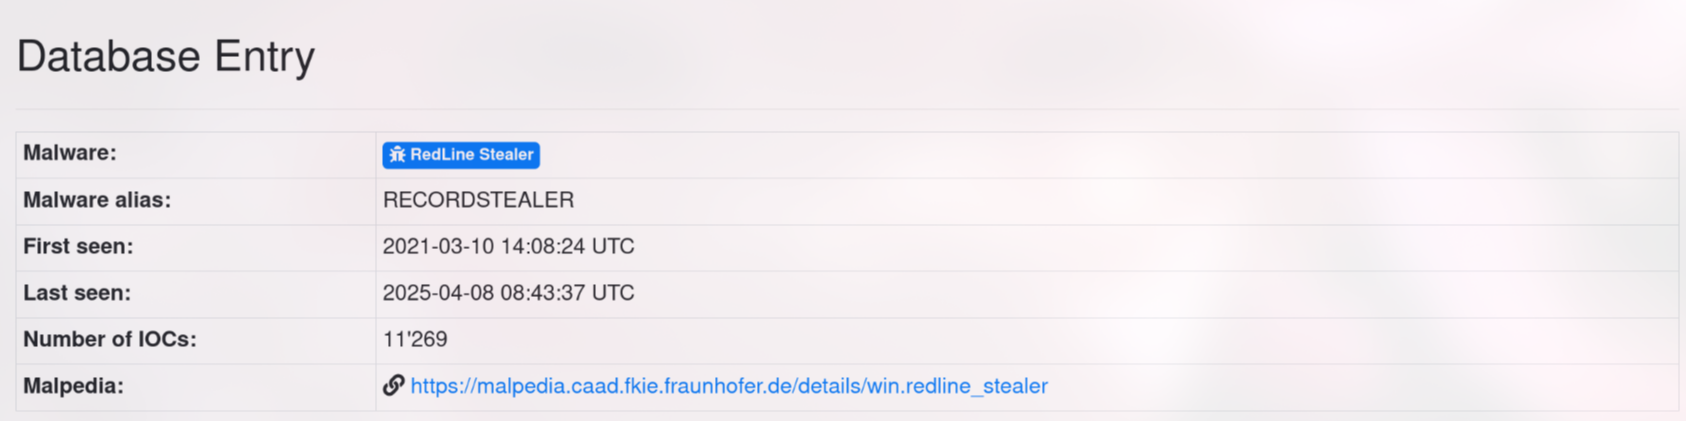 Database Entry
Malware: RedLine Stealer
Malware alias: RECORDSTEALER
First seen: 2021-03-10 14:08:24 UTC
Last seen: 2025-04-08 08:43:37 UTC
Number of IOCs: 11'269
Malpedia: https://malpedia.caad.fkie.fraunhofer.de/details/win.redline_stealer